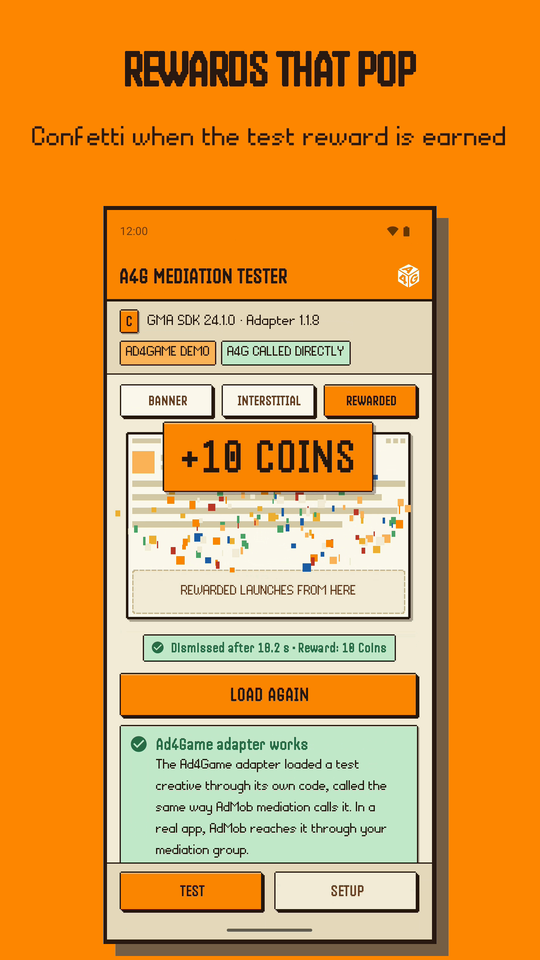 REWARDS THAT POP
Confetti when the test reward is earned
12:00
A4G MEDIATION TESTER
C GMA SDK 24.1.0 · Adapter 1.1.8
AD4GAME DEMO A4G CALLED DIRECTLY
BANNER INTERSTITIAL REWARDED
+10 COINS
REWARDED LAUNCHES FROM HERE
Dismissed after 10.2 s · Reward: 10 Coins
LOAD AGAIN
Ad4Game adapter works
The Ad4Game adapter loaded a test
creative through its own code, called the
same way AdMob mediation calls it. In a
real app, AdMob reaches it through your
mediation group.
TEST SETUP